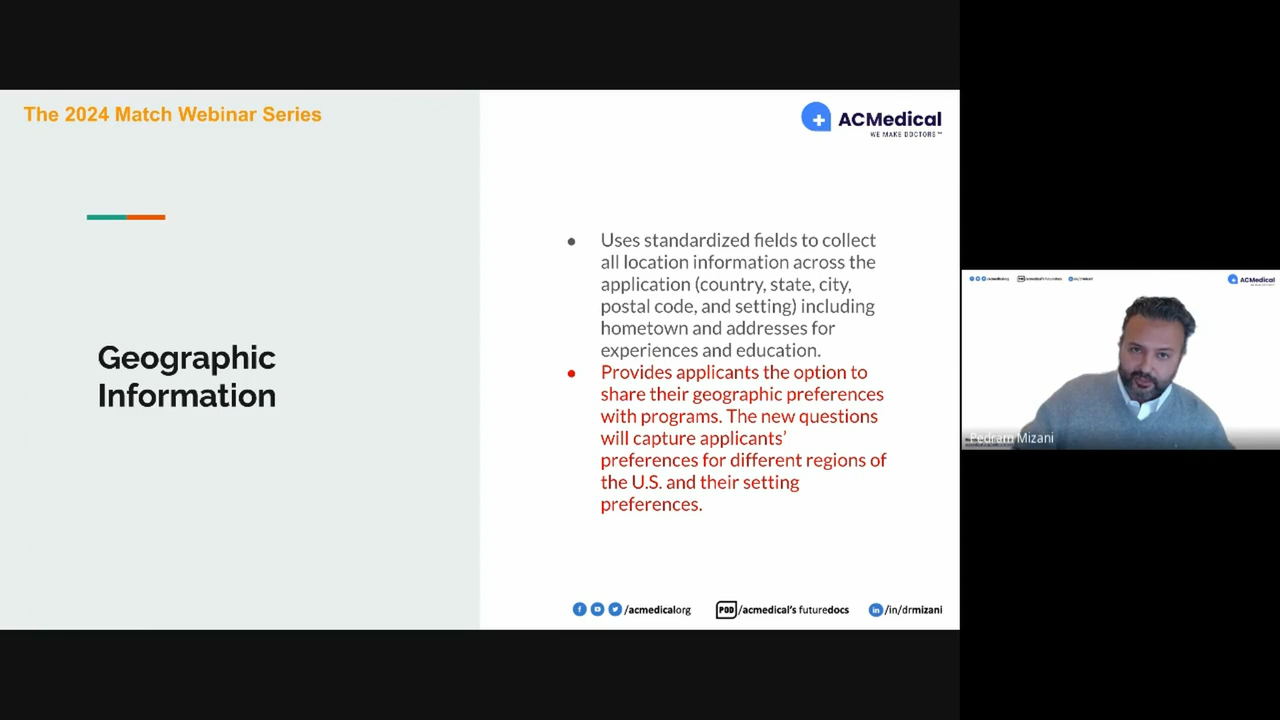 The 2024 Match Webinar Series
ACMedical
WE MAKE DOCTORS™
Geographic
Information
Uses standardized fields to collect
all location information across the
application (country, state, city,
postal code, and setting) including
hometown and addresses for
experiences and education.
Provides applicants the option to
share their geographic preferences
with programs. The new questions
will capture applicants’
preferences for different regions of
the U.S. and their setting
preferences.
/acmedicalorg
POD /acmedical's futuredocs
in /in/drmizani
ACMedical
Pedram Mizani